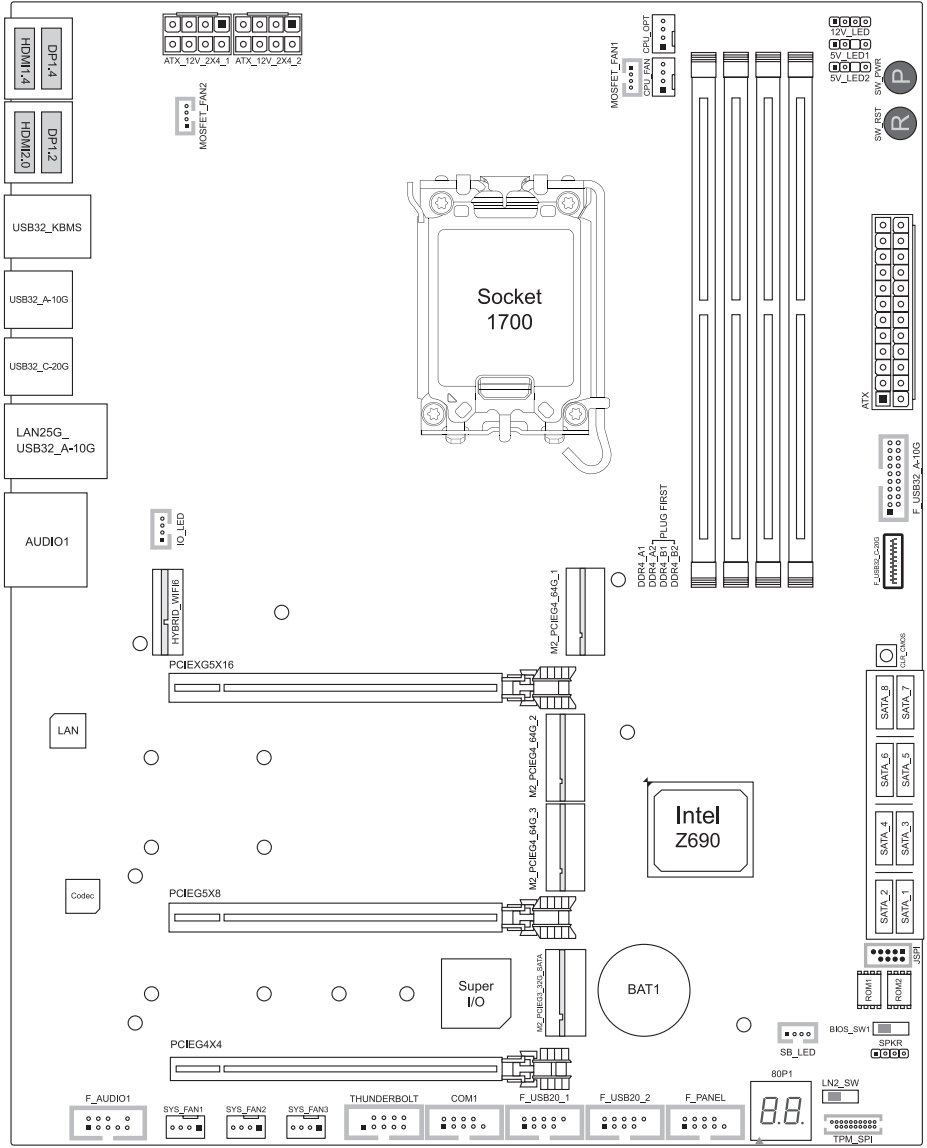 HDMI1.4
DP1.4
HDMI2.0
DP1.2
ATX_12V_2X4_1
ATX_12V_2X4_2
MOSFET_FAN2
MOSFET_FAN1
CPU_OPT
CPU_FAN
12V_LED
5V_LED1
5V_LED2
SW_PWR
P
SW_RST
R
USB32_KBMS
USB32_A-10G
USB32_C-20G
LAN25G_
USB32_A-10G
AUDIO1
Socket
1700
ATX
F_USB32_A-10G
F_USB32_C-20G
IO_LED
DDR4_A1
DDR4_A2
DDR4_B1
DDR4_B2
PLUG FIRST
HYBRID_WIFI6
M2_PCIEG4_64G_1
CLR_CMOS
PCIEXG5X16
SATA_8
SATA_7
LAN
M2_PCIEG4_64G_2
SATA_6
SATA_5
Intel
Z690
M2_PCIEG4_64G_3
SATA_4
SATA_3
Codec
PCIEG5X8
SATA_2
SATA_1
JSPI
Super
I/O
M2_PCIEG3_32G_SATA
BAT1
ROM1
ROM2
BIOS_SW1
SPKR
PCIEG4X4
SB_LED
80P1
LN2_SW
F_AUDIO1
SYS_FAN1
SYS_FAN2
SYS_FAN3
THUNDERBOLT
COM1
F_USB20_1
F_USB20_2
F_PANEL
8.8.
TPM_SPI